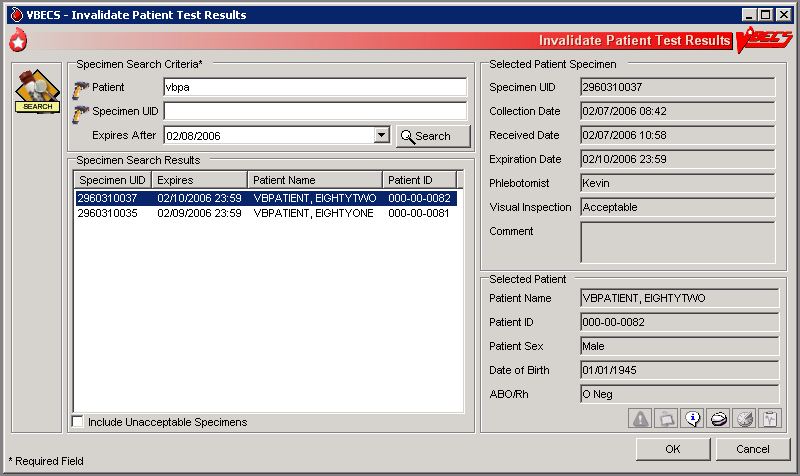 VBECS - Invalidate Patient Test Results
Invalidate Patient Test Results VBECS
SEARCH
Specimen Search Criteria*
Patient vbpa
Specimen UID
Expires After 02/08/2006 Search
Specimen Search Results
Specimen UID Expires Patient Name Patient ID
2960310037 02/10/2006 23:59 VBPATIENT, EIGHTYTWO 000-00-0082
2960310035 02/09/2006 23:59 VBPATIENT, EIGHTYONE 000-00-0081
Include Unacceptable Specimens
Selected Patient Specimen
Specimen UID 2960310037
Collection Date 02/07/2006 08:42
Received Date 02/07/2006 10:58
Expiration Date 02/10/2006 23:59
Phlebotomist Kevin
Visual Inspection Acceptable
Comment
Selected Patient
Patient Name VBPATIENT, EIGHTYTWO
Patient ID 000-00-0082
Patient Sex Male
Date of Birth 01/01/1945
ABO/Rh O Neg
OK Cancel
* Required Field